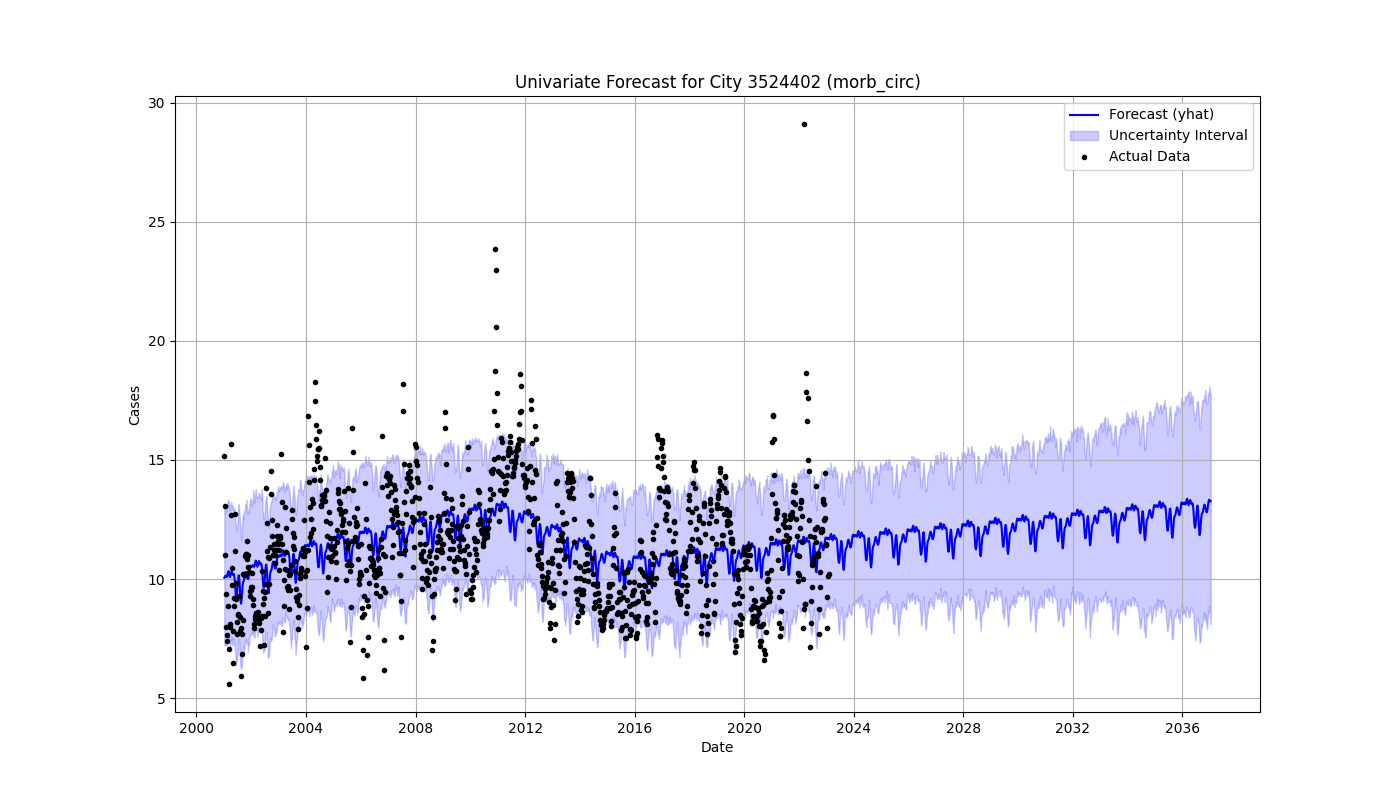 Univariate Forecast for City 3524402 (morb_circ)
30
25
20
15
10
5
Cases
Forecast (yhat)
Uncertainty Interval
Actual Data
2000 2004 2008 2012 2016 2020 2024 2028 2032 2036
Date